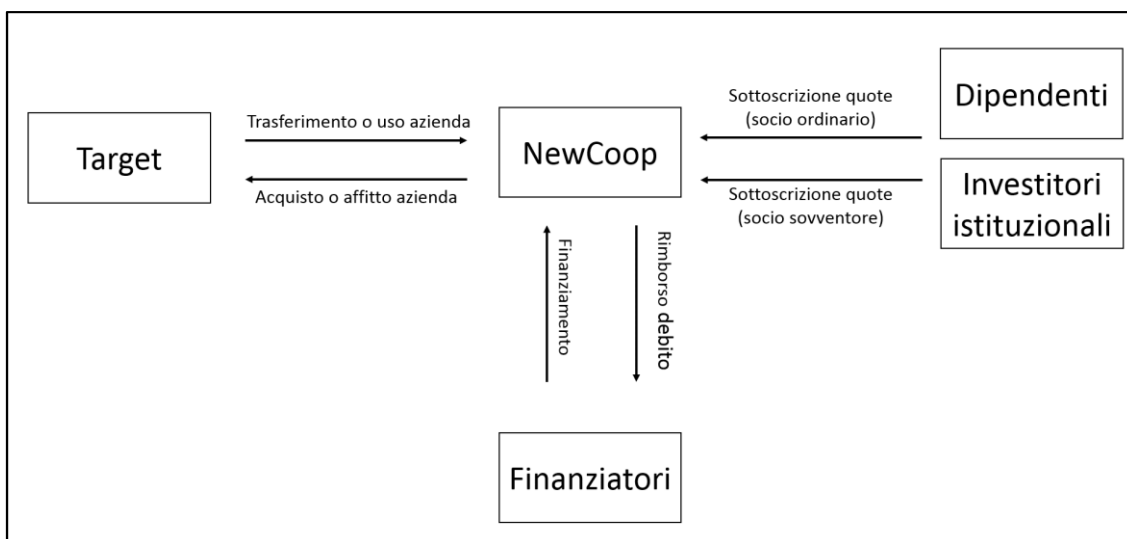 Target
Trasferimento o uso azienda
Acquisto o affitto azienda
NewCoop
Sottoscrizione quote
(socio ordinario)
Sottoscrizione quote
(socio sovventore)
Dipendenti
Investitori
istituzionali
Finanziamento
Rimborso debito
Finanziatori